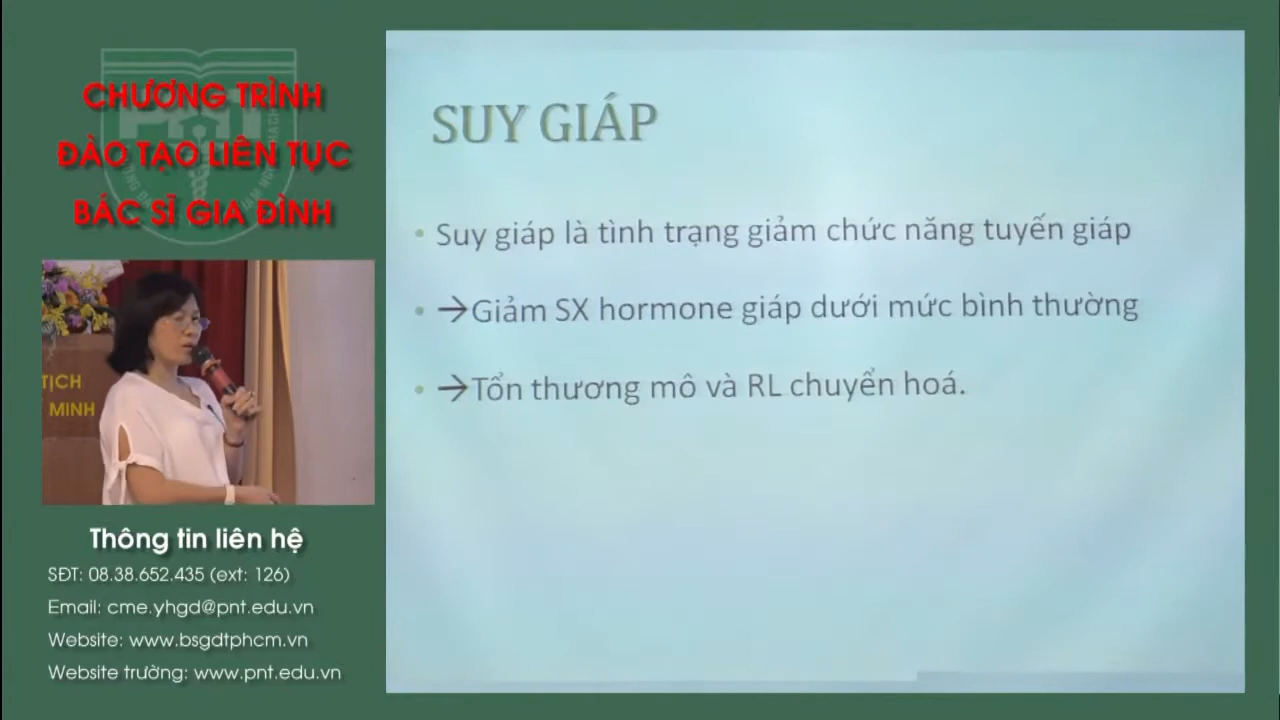 CHƯƠNG TRÌNH
ĐÀO TẠO LIÊN TỤC
BÁC SĨ GIA ĐÌNH
PNT
TỊCH
MINH
Thông tin liên hệ
SĐT: 08.38.652.435 (ext: 126)
Email: cme.yhgd@pnt.edu.vn
Website: www.bsgdtphcm.vn
Website trường: www.pnt.edu.vn
SUY GIÁP
• Suy giáp là tình trạng giảm chức năng tuyến giáp
• →Giảm SX hormone giáp dưới mức bình thường
• →Tổn thương mô và RL chuyển hoá.